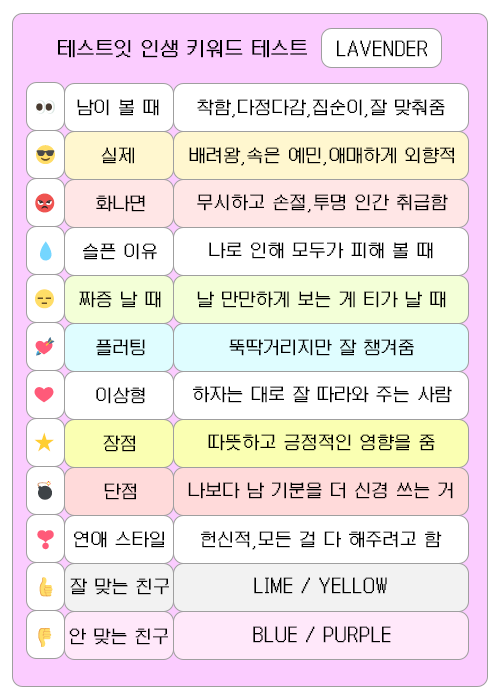 테스트잇 인생 키워드 테스트 LAVENDER
남이 볼 때 착함,다정다감,집순이,잘 맞춰줌
실제 배려왕,속은 예민,애매하게 외향적
화나면 무시하고 손절,투명 인간 취급함
슬픈 이유 나로 인해 모두가 피해 볼 때
짜증 날 때 날 만만하게 보는 게 티가 날 때
플러팅 뚝딱거리지만 잘 챙겨줌
이상형 하자는 대로 잘 따라와 주는 사람
장점 따뜻하고 긍정적인 영향을 줌
단점 나보다 남 기분을 더 신경 쓰는 거
연애 스타일 헌신적,모든 걸 다 해주려고 함
잘 맞는 친구 LIME / YELLOW
안 맞는 친구 BLUE / PURPLE